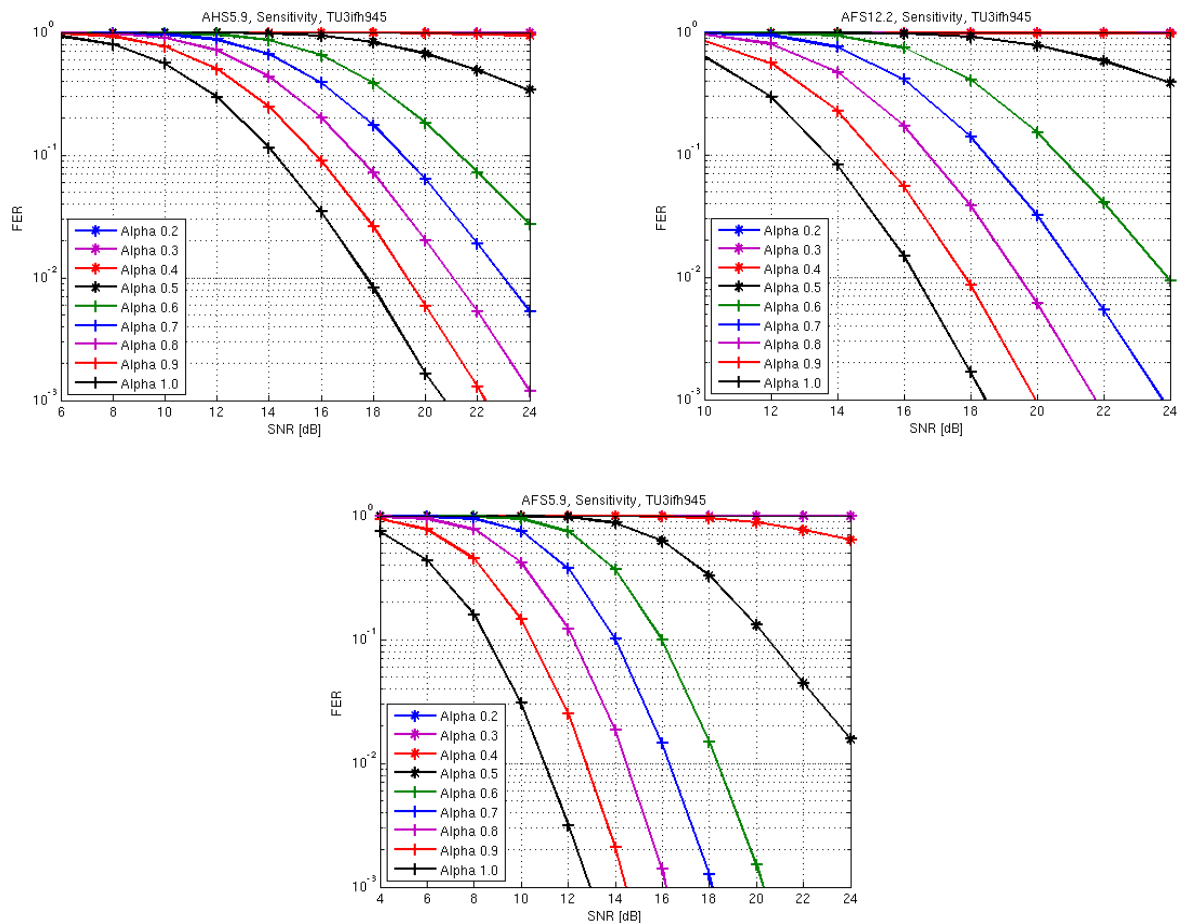 AHS5.9, Sensitivity, TU3ifh945
10^0
10^-1
10^-2
10^-3
FER
Alpha 0.2
Alpha 0.3
Alpha 0.4
Alpha 0.5
Alpha 0.6
Alpha 0.7
Alpha 0.8
Alpha 0.9
Alpha 1.0
6 8 10 12 14 16 18 20 22 24
SNR [dB]
AFS12.2, Sensitivity, TU3ifh945
10^0
10^-1
10^-2
10^-3
FER
Alpha 0.2
Alpha 0.3
Alpha 0.4
Alpha 0.5
Alpha 0.6
Alpha 0.7
Alpha 0.8
Alpha 0.9
Alpha 1.0
10 12 14 16 18 20 22 24
SNR [dB]
AFS5.9, Sensitivity, TU3ifh945
10^0
10^-1
10^-2
10^-3
FER
Alpha 0.2
Alpha 0.3
Alpha 0.4
Alpha 0.5
Alpha 0.6
Alpha 0.7
Alpha 0.8
Alpha 0.9
Alpha 1.0
4 6 8 10 12 14 16 18 20 22 24
SNR [dB]